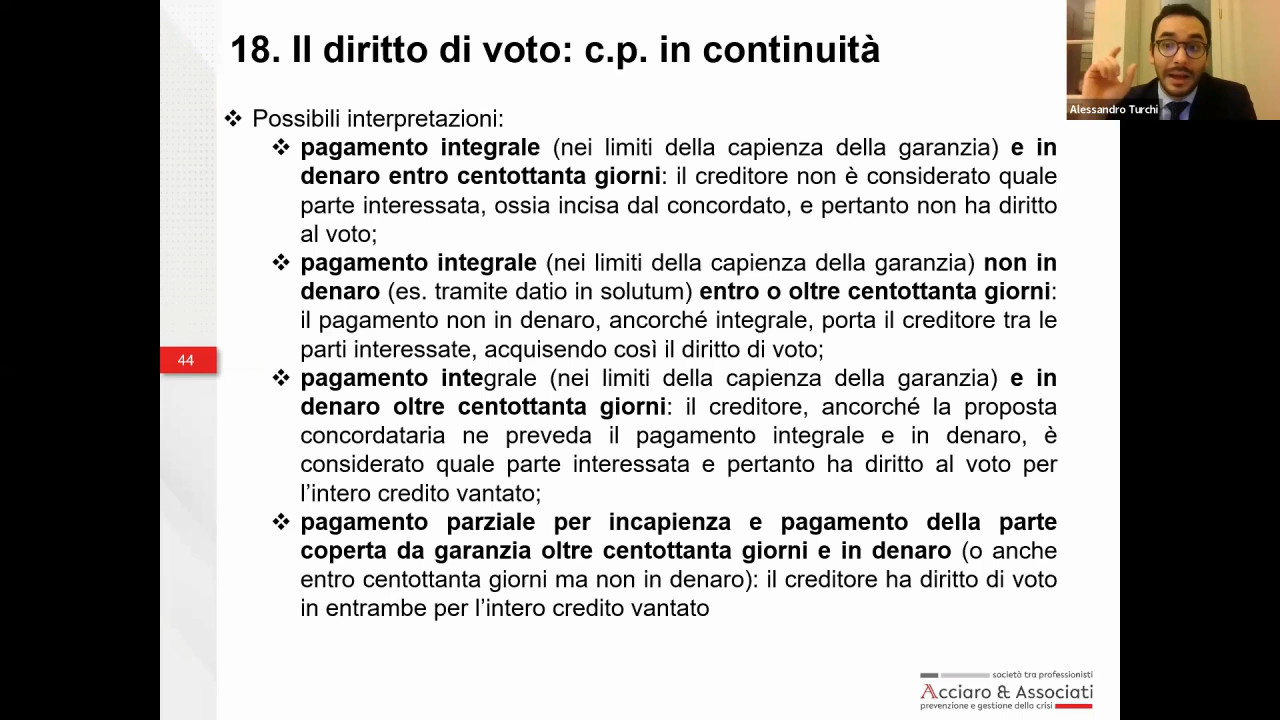 18. Il diritto di voto: c.p. in continuità
Alessandro Turchi
❖ Possibili interpretazioni:
❖ pagamento integrale (nei limiti della capienza della garanzia) e in
denaro entro centottanta giorni: il creditore non è considerato quale
parte interessata, ossia incisa dal concordato, e pertanto non ha diritto
al voto;
❖ pagamento integrale (nei limiti della capienza della garanzia) non in
denaro (es. tramite datio in solutum) entro o oltre centottanta giorni:
il pagamento non in denaro, ancorché integrale, porta il creditore tra le
parti interessate, acquisendo così il diritto di voto;
44
❖ pagamento integrale (nei limiti della capienza della garanzia) e in
denaro oltre centottanta giorni: il creditore, ancorché la proposta
concordataria ne preveda il pagamento integrale e in denaro, è
considerato quale parte interessata e pertanto ha diritto al voto per
l’intero credito vantato;
❖ pagamento parziale per incapienza e pagamento della parte
coperta da garanzia oltre centottanta giorni e in denaro (o anche
entro centottanta giorni ma non in denaro): il creditore ha diritto di voto
in entrambe per l’intero credito vantato
società tra professionisti
Acciaro & Associati
prevenzione e gestione della crisi